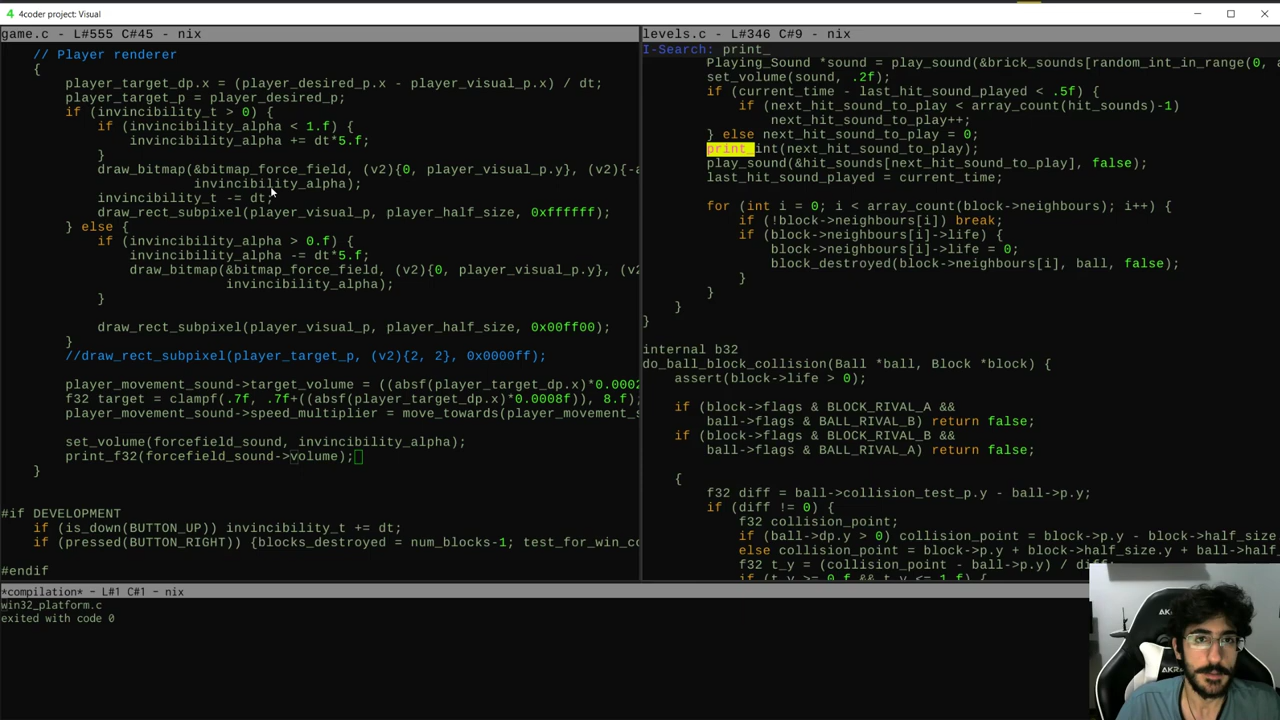 4 4coder project: Visual
game.c - L#555 C#45 - nix
// Player renderer
{
player_target_dp.x = (player_desired_p.x - player_visual_p.x) / dt;
player_target_p = player_desired_p;
if (invincibility_t > 0) {
if (invincibility_alpha < 1.f) {
invincibility_alpha += dt*5.f;
}
draw_bitmap(&bitmap_force_field, (v2){0, player_visual_p.y}, (v2){-a
invincibility_alpha);
invincibility_t -= dt;
draw_rect_subpixel(player_visual_p, player_half_size, 0xffffff);
} else {
if (invincibility_alpha > 0.f) {
invincibility_alpha -= dt*5.f;
draw_bitmap(&bitmap_force_field, (v2){0, player_visual_p.y}, (v2
invincibility_alpha);
}
draw_rect_subpixel(player_visual_p, player_half_size, 0x00ff00);
}
//draw_rect_subpixel(player_target_p, (v2){2, 2}, 0x0000ff);
player_movement_sound->target_volume = ((absf(player_target_dp.x)*0.0002
f32 target = clampf(.7f, .7f+((absf(player_target_dp.x)*0.0008f)), 8.f);
player_movement_sound->speed_multiplier = move_towards(player_movement_s
set_volume(forcefield_sound, invincibility_alpha);
print_f32(forcefield_sound->volume);
}
#if DEVELOPMENT
if (is_down(BUTTON_UP)) invincibility_t += dt;
if (pressed(BUTTON_RIGHT)) {blocks_destroyed = num_blocks-1; test_for_win_co
#endif
levels.c - L#346 C#9 - nix
I-Search: print_
Playing_Sound *sound = play_sound(&brick_sounds[random_int_in_range(0, a
set_volume(sound, .2f);
if (current_time - last_hit_sound_played < .5f) {
if (next_hit_sound_to_play < array_count(hit_sounds)-1)
next_hit_sound_to_play++;
} else next_hit_sound_to_play = 0;
print_int(next_hit_sound_to_play);
play_sound(&hit_sounds[next_hit_sound_to_play], false);
last_hit_sound_played = current_time;
for (int i = 0; i < array_count(block->neighbours); i++) {
if (!block->neighbours[i]) break;
if (block->neighbours[i]->life) {
block->neighbours[i]->life = 0;
block_destroyed(block->neighbours[i], ball, false);
}
}
}
}
internal b32
do_ball_block_collision(Ball *ball, Block *block) {
assert(block->life > 0);
if (block->flags & BLOCK_RIVAL_A &&
ball->flags & BALL_RIVAL_B) return false;
if (block->flags & BLOCK_RIVAL_B &&
ball->flags & BALL_RIVAL_A) return false;
{
f32 diff = ball->collision_test_p.y - ball->p.y;
if (diff != 0) {
f32 collision_point;
if (ball->dp.y > 0) collision_point = block->p.y - block->half_size.
else collision_point = block->p.y + block->half_size.y + ball->half_
f32 t_y = (collision_point - ball->p.y) / diff;
if (t_y >= 0.f && t_y <= 1.f) {
*compilation* - L#1 C#1 - nix
win32_platform.c
exited with code 0